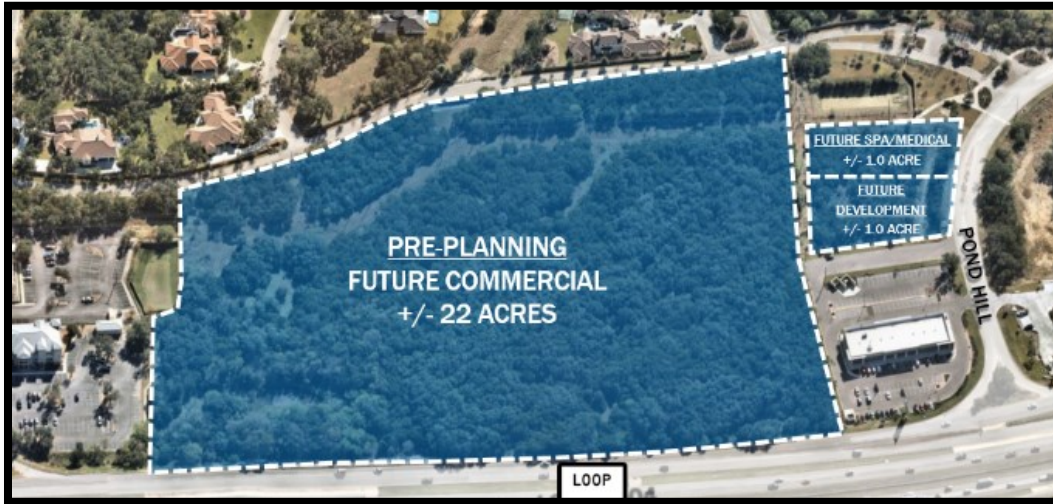 PRE-PLANNING
FUTURE COMMERCIAL
+/- 22 ACRES
FUTURE SPA/MEDICAL
+/- 1.0 ACRE
FUTURE
DEVELOPMENT
+/- 1.0 ACRE
POND HILL
LOOP